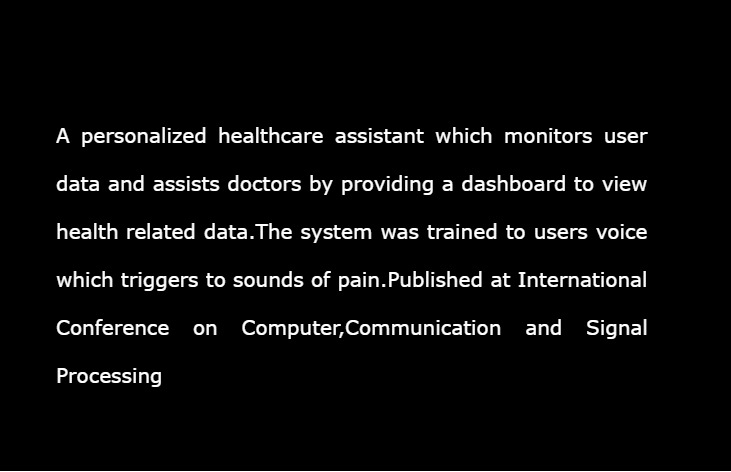 A personalized healthcare assistant which monitors user
data and assists doctors by providing a dashboard to view
health related data.The system was trained to users voice
which triggers to sounds of pain.Published at International
Conference on Computer,Communication and Signal
Processing